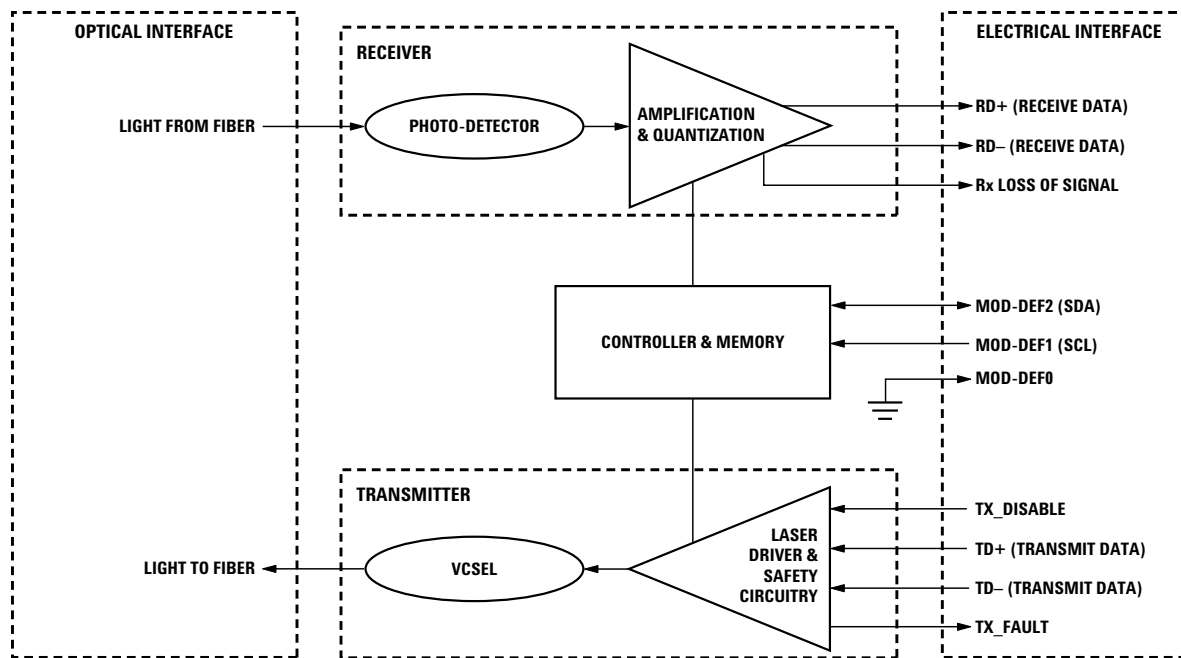 OPTICAL INTERFACE
ELECTRICAL INTERFACE
RECEIVER
LIGHT FROM FIBER
PHOTO-DETECTOR
AMPLIFICATION
& QUANTIZATION
RD+ (RECEIVE DATA)
RD– (RECEIVE DATA)
Rx LOSS OF SIGNAL
CONTROLLER & MEMORY
MOD-DEF2 (SDA)
MOD-DEF1 (SCL)
MOD-DEF0
TRANSMITTER
LIGHT TO FIBER
VCSEL
LASER
DRIVER &
SAFETY
CIRCUITRY
TX_DISABLE
TD+ (TRANSMIT DATA)
TD– (TRANSMIT DATA)
TX_FAULT